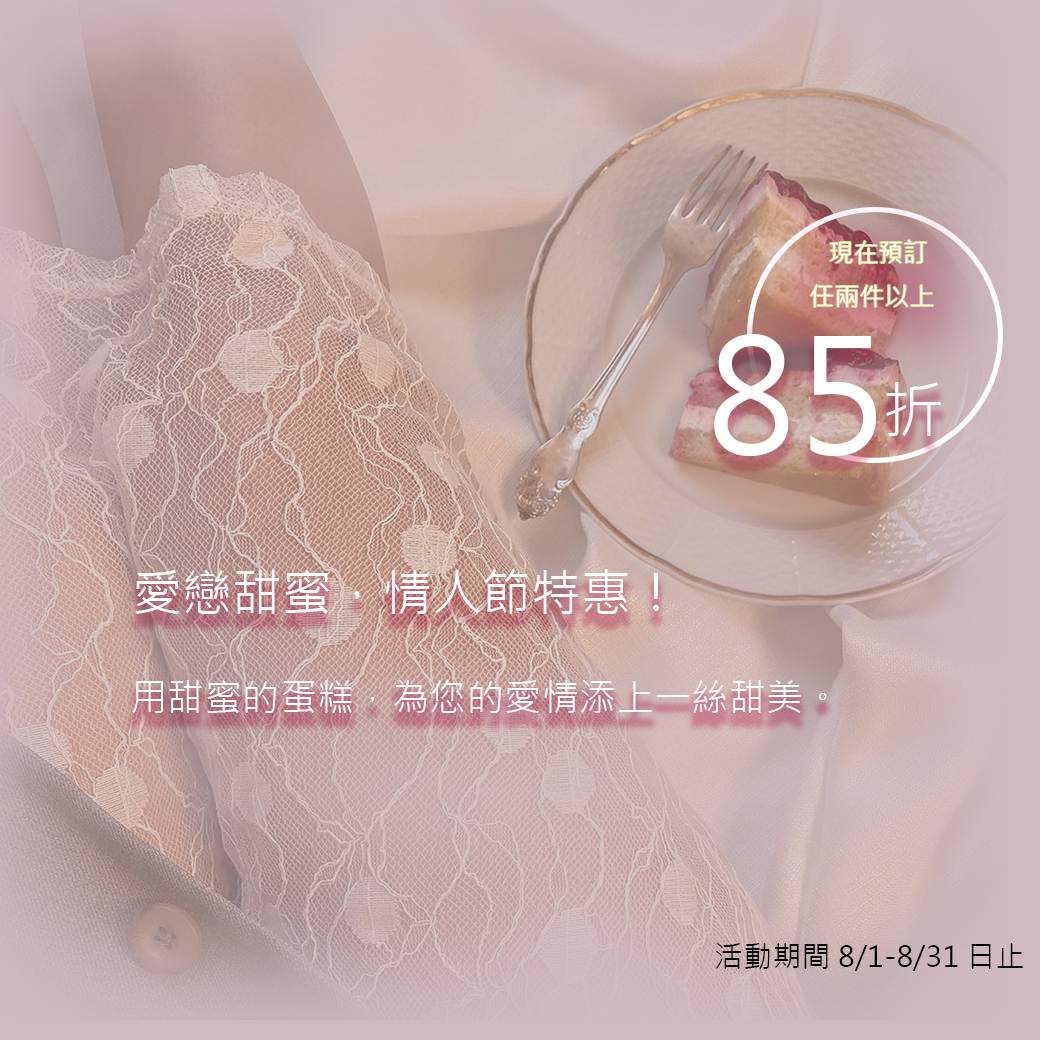 現在預訂
任兩件以上
85折
愛戀甜蜜，情人節特惠！
用甜蜜的蛋糕，為您的愛情添上一絲甜美。
活動期間 8/1-8/31 日止